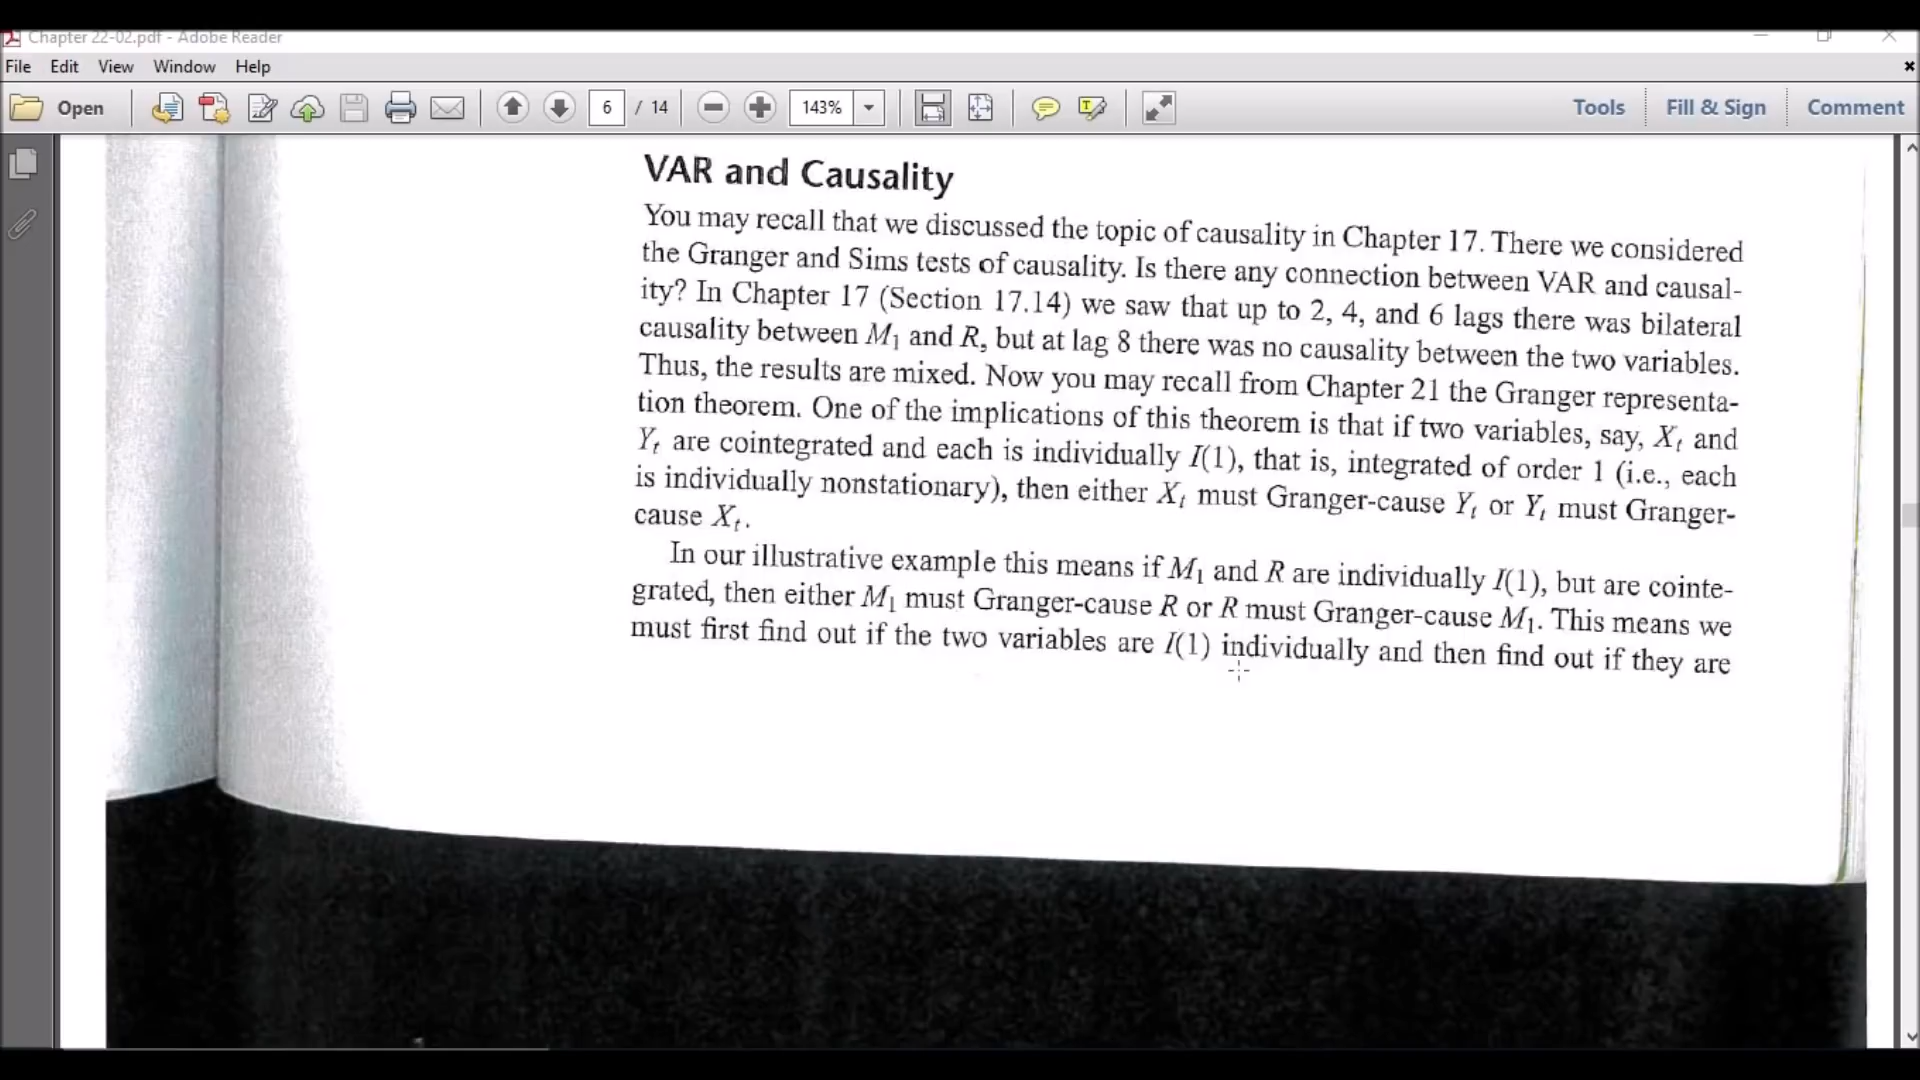 Chapter 22-02.pdf - Adobe Reader
File Edit View Window Help
Open 6 / 14 143% Tools Fill & Sign Comment
VAR and Causality
You may recall that we discussed the topic of causality in Chapter 17. There we considered
the Granger and Sims tests of causality. Is there any connection between VAR and causal-
ity? In Chapter 17 (Section 17.14) we saw that up to 2, 4, and 6 lags there was bilateral
causality between M₁ and R, but at lag 8 there was no causality between the two variables.
Thus, the results are mixed. Now you may recall from Chapter 21 the Granger representa-
tion theorem. One of the implications of this theorem is that if two variables, say, Xₜ and
Yₜ are cointegrated and each is individually I(1), that is, integrated of order 1 (i.e., each
is individually nonstationary), then either Xₜ must Granger-cause Yₜ or Yₜ must Granger-
cause Xₜ.
In our illustrative example this means if M₁ and R are individually I(1), but are cointe-
grated, then either M₁ must Granger-cause R or R must Granger-cause M₁. This means we
must first find out if the two variables are I(1) individually and then find out if they are